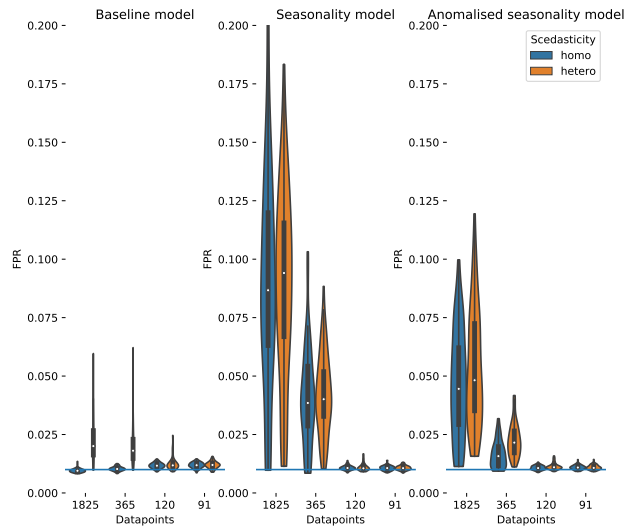 Baseline model
Seasonality model
Anomalised seasonality model
Scedasticity
homo
hetero
FPR
0.200
0.175
0.150
0.125
0.100
0.075
0.050
0.025
0.000
1825 365 120 91
Datapoints
FPR
0.200
0.175
0.150
0.125
0.100
0.075
0.050
0.025
0.000
1825 365 120 91
Datapoints
FPR
0.200
0.175
0.150
0.125
0.100
0.075
0.050
0.025
0.000
1825 365 120 91
Datapoints